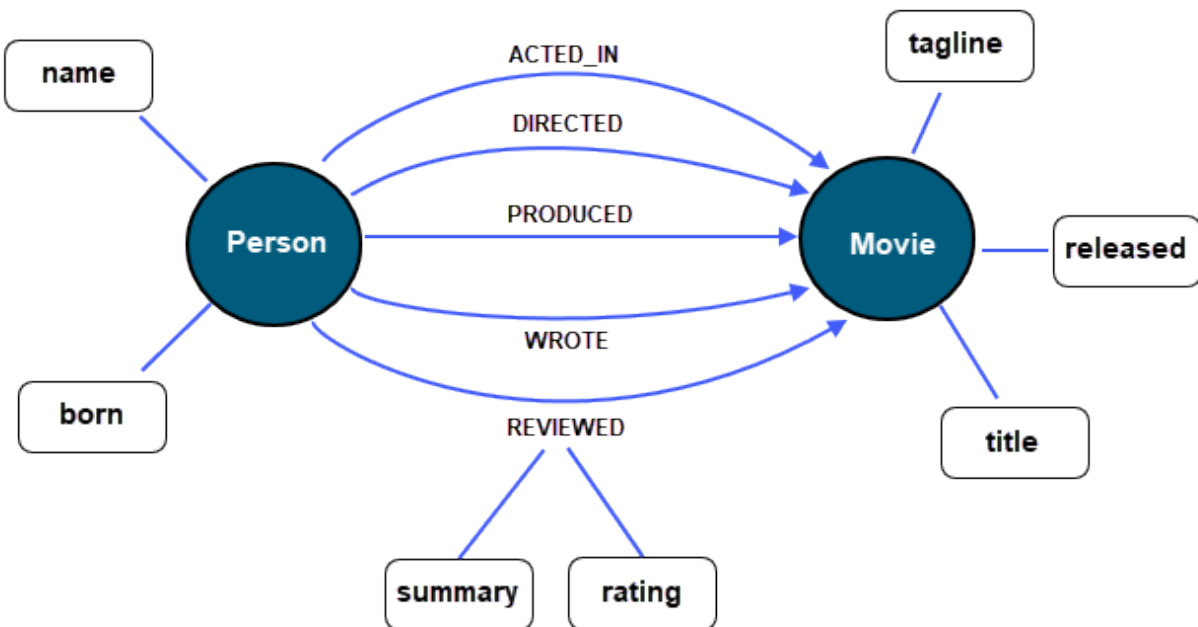 tagline
ACTED_IN
name
DIRECTED
PRODUCED
Person
Movie
released
WROTE
born
REVIEWED
title
summary
rating